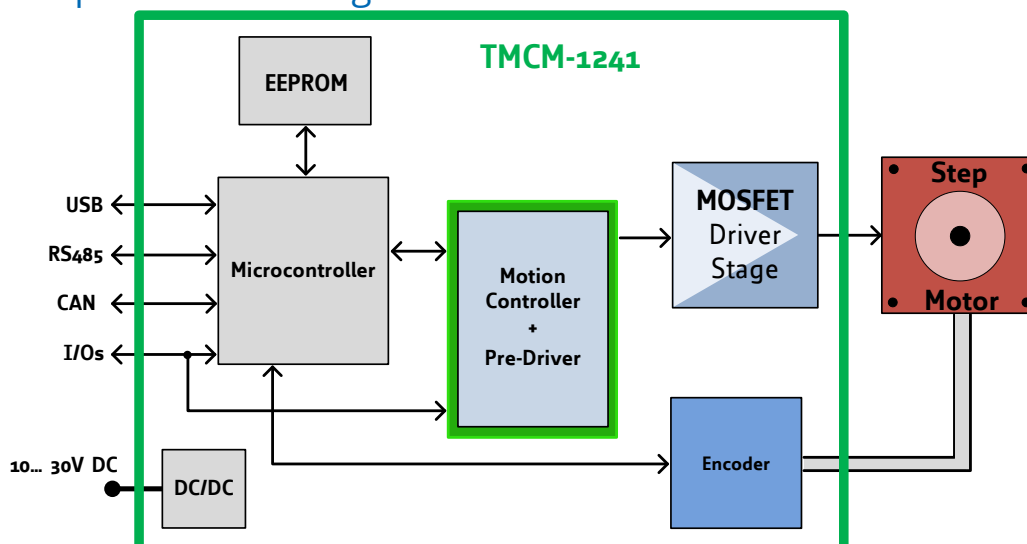 TMCM-1241
EEPROM
USB
RS485
CAN
I/Os
Microcontroller
Motion
Controller
+
Pre-Driver
MOSFET
Driver
Stage
Step
Motor
10... 30V DC
DC/DC
Encoder